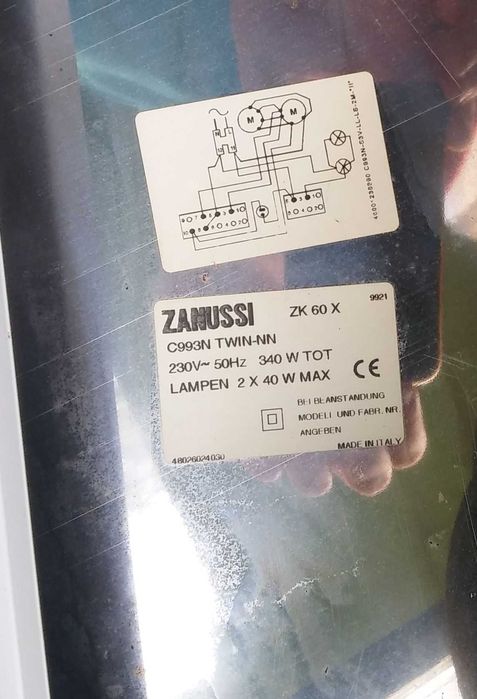 M M
ZANUSSI ZK 60 X 9921
C993N TWIN-NN
230V~ 50Hz 340 W TOT
LAMPEN 2 X 40 W MAX CE
BEI BEANSTANDUNG
MODELL UND FABR. NR.
ANGEBEN
MADE IN ITALY
4802602403U